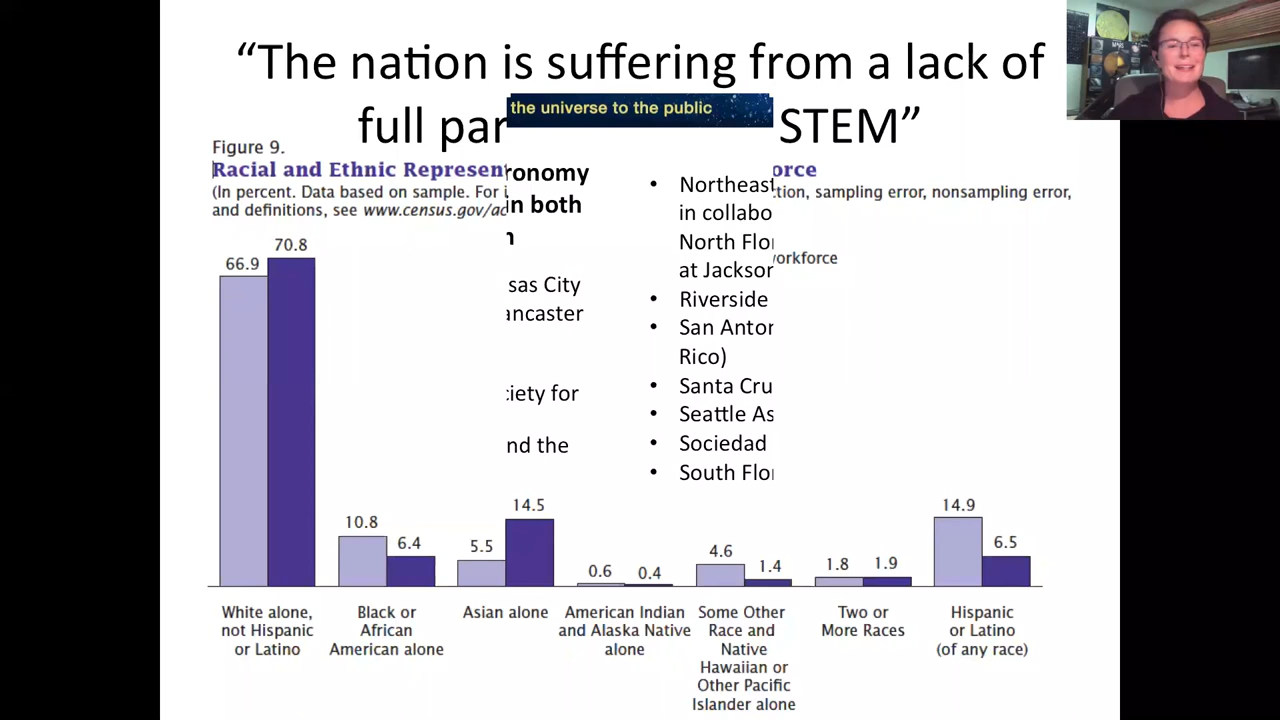 “The nation is suffering from a lack of
full par
the universe to the public
STEM”
Figure 9.
Racial and Ethnic Represen
orce
(In percent. Data based on sample. For
tion, sampling error, nonsampling error,
and definitions, see www.census.gov/ac
workforce
ronomy
in both
n
sas City
ancaster
ciety for
nd the
• Northeast
in collabo
North Flo
at Jackson
• Riverside
• San Anton
Rico)
• Santa Cru
• Seattle As
• Sociedad
• South Flo
66.9 70.8
10.8 6.4
5.5 14.5
0.6 0.4
4.6 1.4
1.8 1.9
14.9 6.5
White alone,
not Hispanic
or Latino
Black or
African
American alone
Asian alone
American Indian
and Alaska Native
alone
Some Other
Race and
Native
Hawaiian or
Other Pacific
Islander alone
Two or
More Races
Hispanic
or Latino
(of any race)